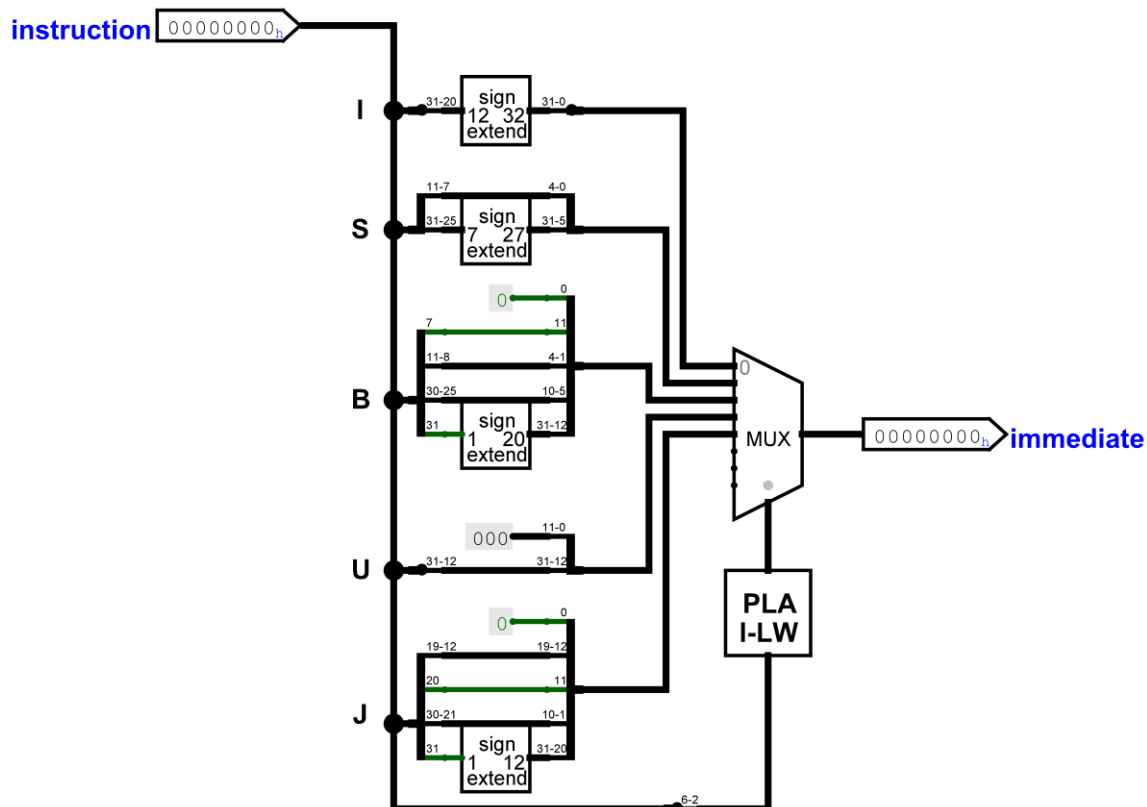 instruction 00000000h
I 31-20 sign 31-0
12 32
extend
11-7 4-0
S 31-25 sign 31-5
7 27
extend
0 0
7 11
11-8 4-1
0
B 30-25 10-5
31 sign 31-12
1 20
extend
MUX
00000000h immediate
000 11-0
U 31-12 31-12
PLA
I-LW
0 0
19-12 19-12
20 11
J 30-21 10-1
31 sign 31-20
1 12
extend
6-2